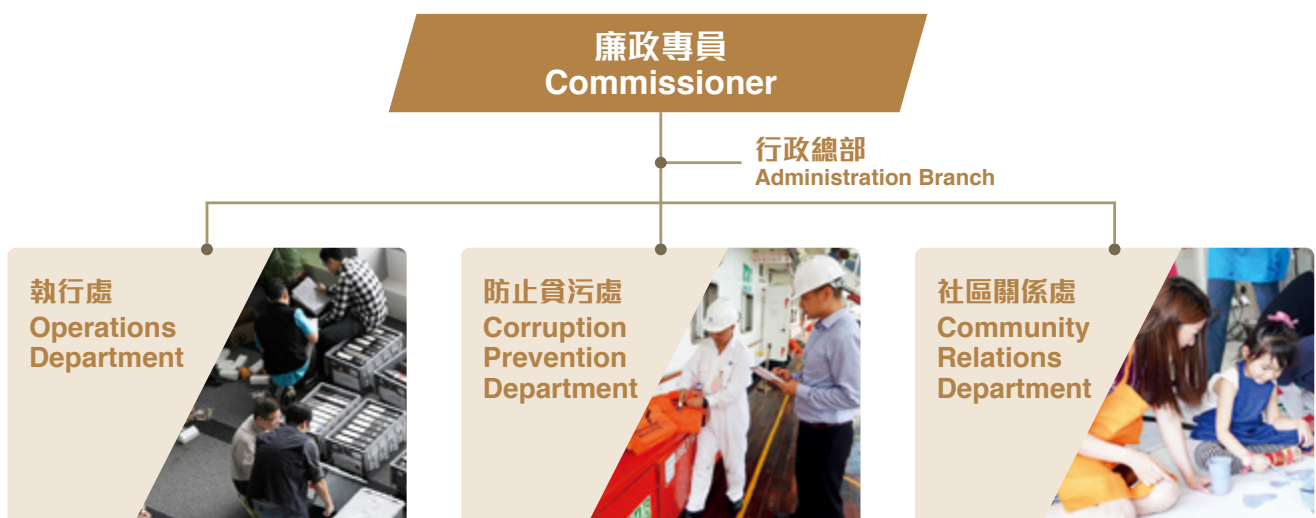 廉政專員
Commissioner
行政總部
Administration Branch
執行處
Operations
Department
防止貪污處
Corruption
Prevention
Department
社區關係處
Community
Relations
Department